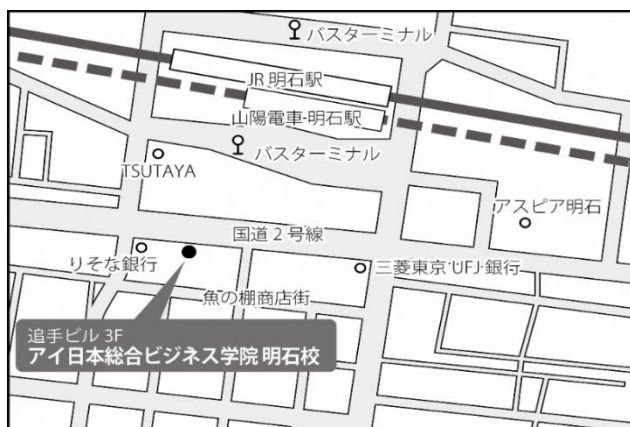 バスターミナル
JR 明石駅
山陽電車·明石駅
バスターミナル
TSUTAYA
アスピア明石
国道 2 号線
りそな銀行
三菱東京 UFJ 銀行
魚の棚商店街
追手ビル 3F
アイ日本総合ビジネス学院 明石校